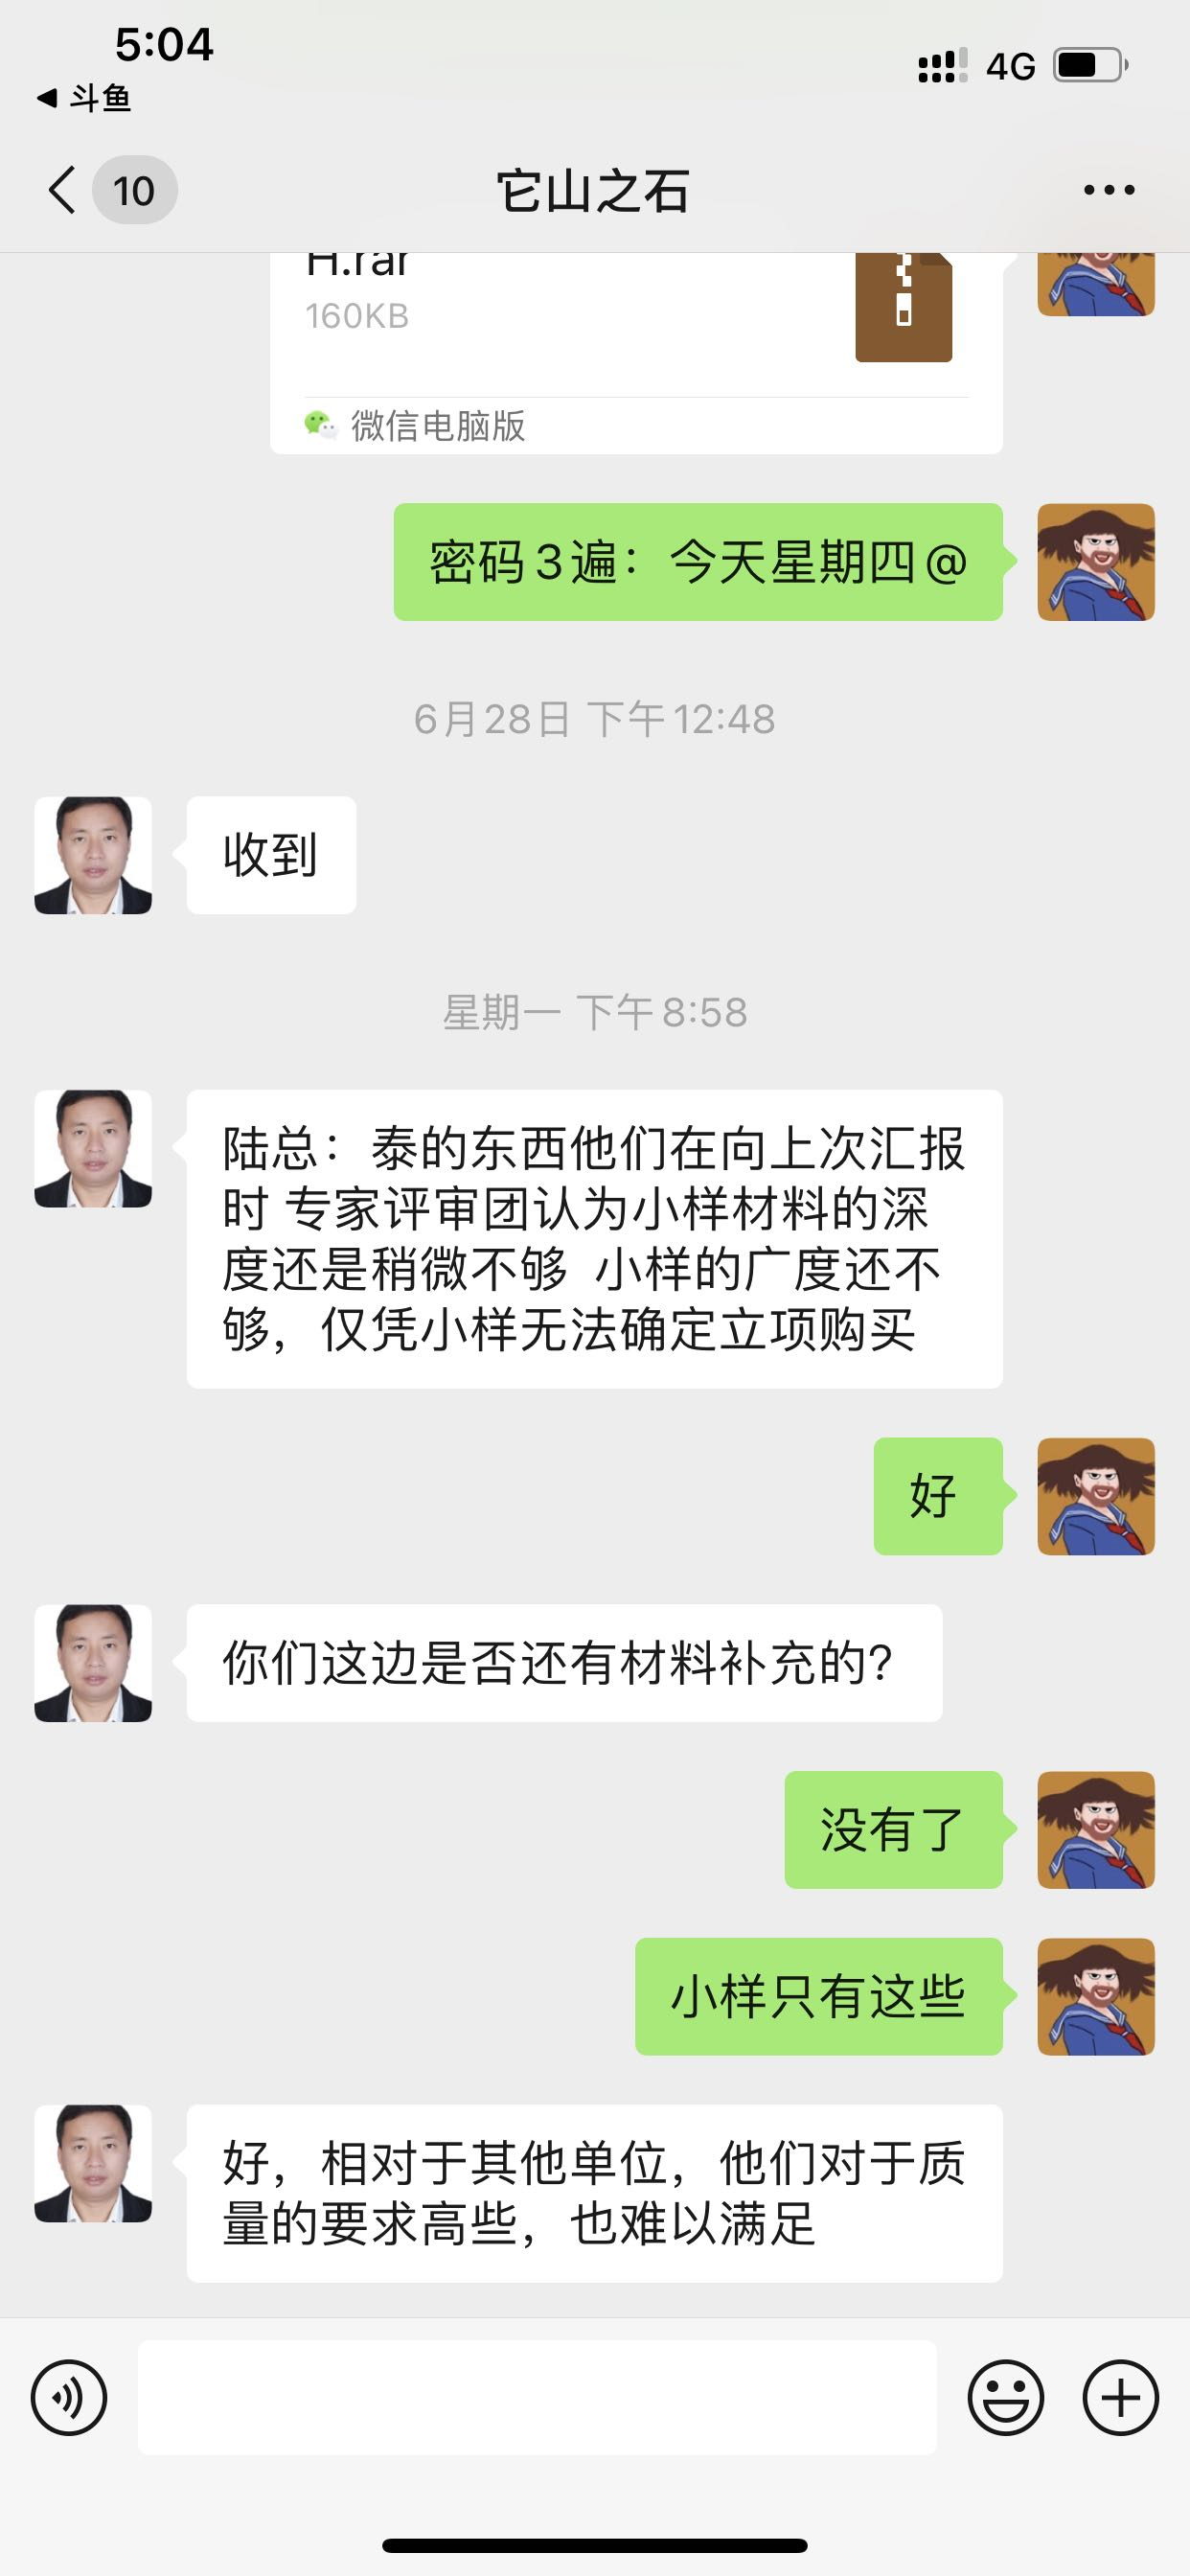 5:04
4G
斗鱼
10
它山之石
H.rar
160KB
微信电脑版
密码3遍：今天星期四@
6月28日 下午12:48
收到
星期一 下午8:58
陆总：泰的东西他们在向上次汇报
时 专家评审团认为小样材料的深
度还是稍微不够 小样的广度还不
够，仅凭小样无法确定立项购买
好
你们这边是否还有材料补充的?
没有了
小样只有这些
好，相对于其他单位，他们对于质
量的要求高些，也难以满足